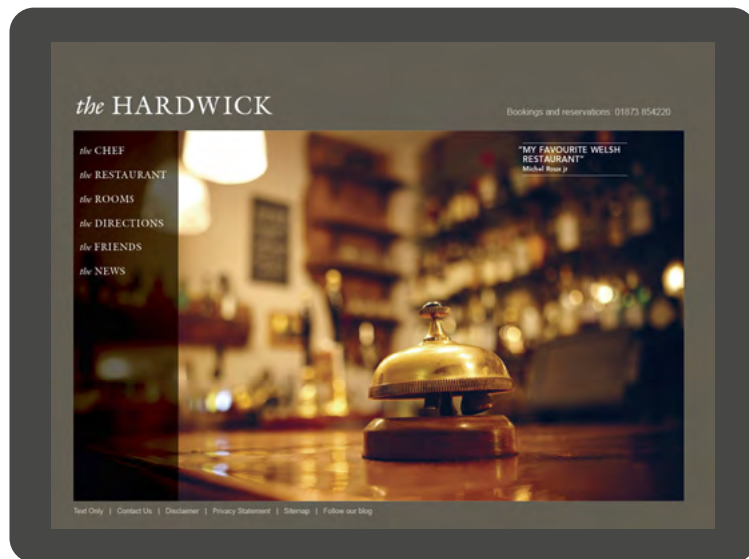 the HARDWICK
Bookings and reservations: 01873 854220
the CHEF
the RESTAURANT
the ROOMS
the DIRECTIONS
the FRIENDS
the NEWS
"MY FAVOURITE WELSH
RESTAURANT"
Michel Roux jr
Text Only | Contact Us | Disclaimer | Privacy Statement | Sitemap | Follow our blog